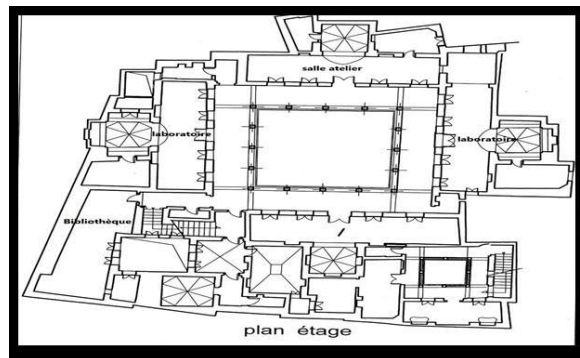 salle atelier
laboratoire
laboratoire
Bibliothèque
plan étage